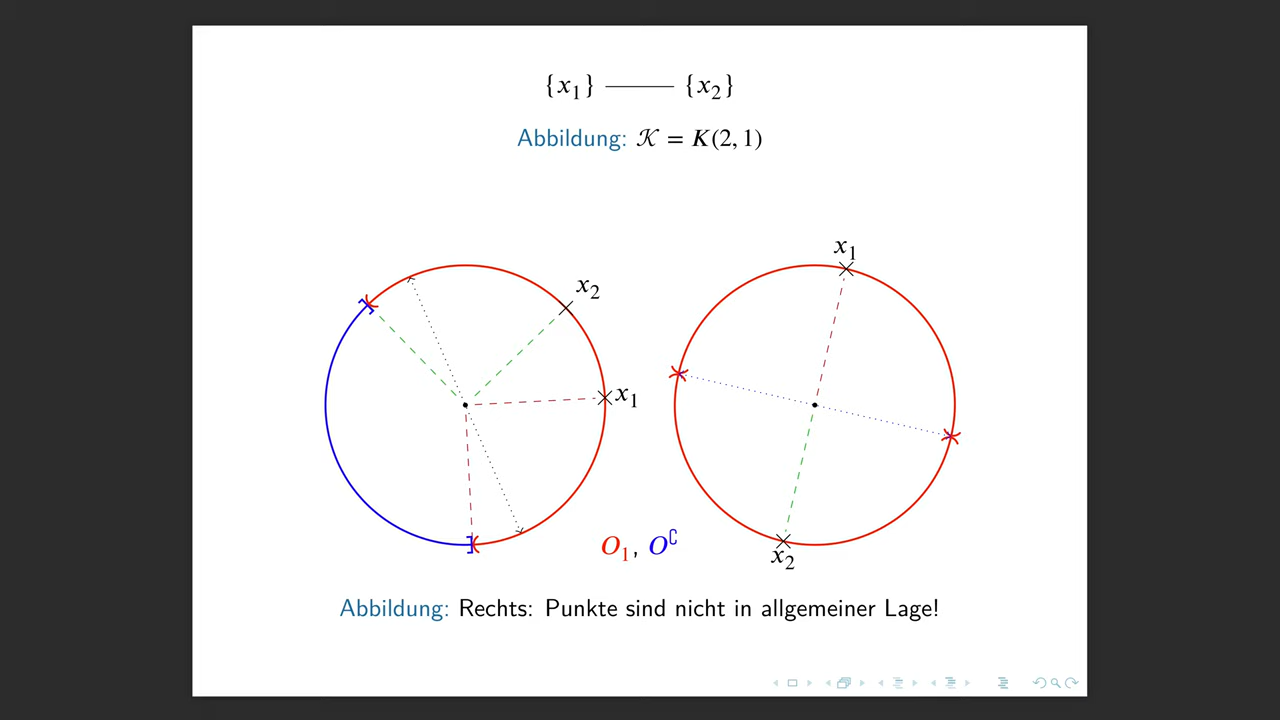 {x₁} —— {x₂}
Abbildung: 𝒦 = K(2, 1)
x₁
x₂
x₁
x₂
O₁, O^∁
Abbildung: Rechts: Punkte sind nicht in allgemeiner Lage!